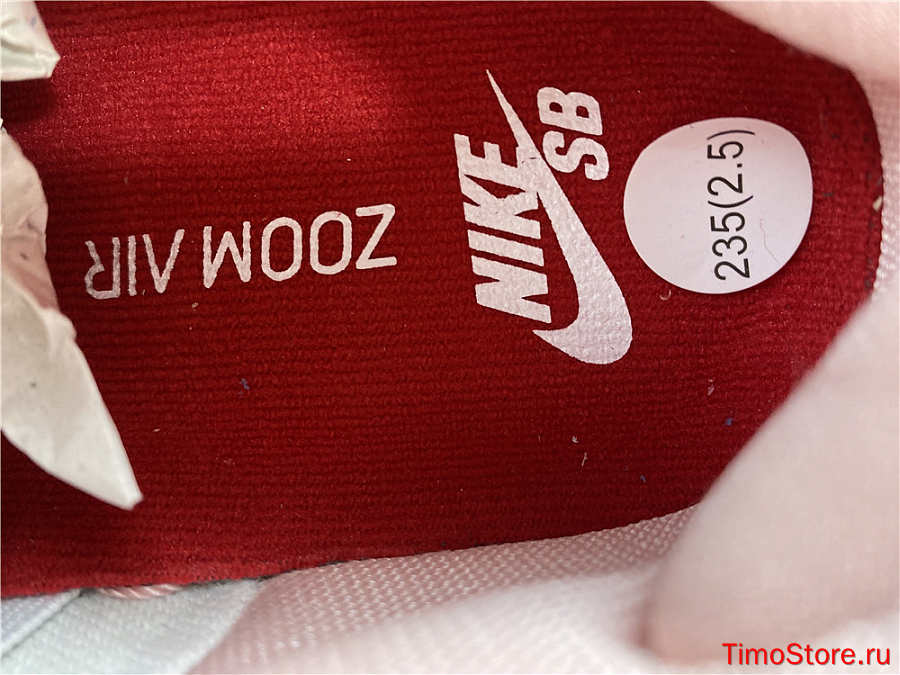 NIKE
SB
ZOOM AIR
235(2.5)
TimoStore.ru